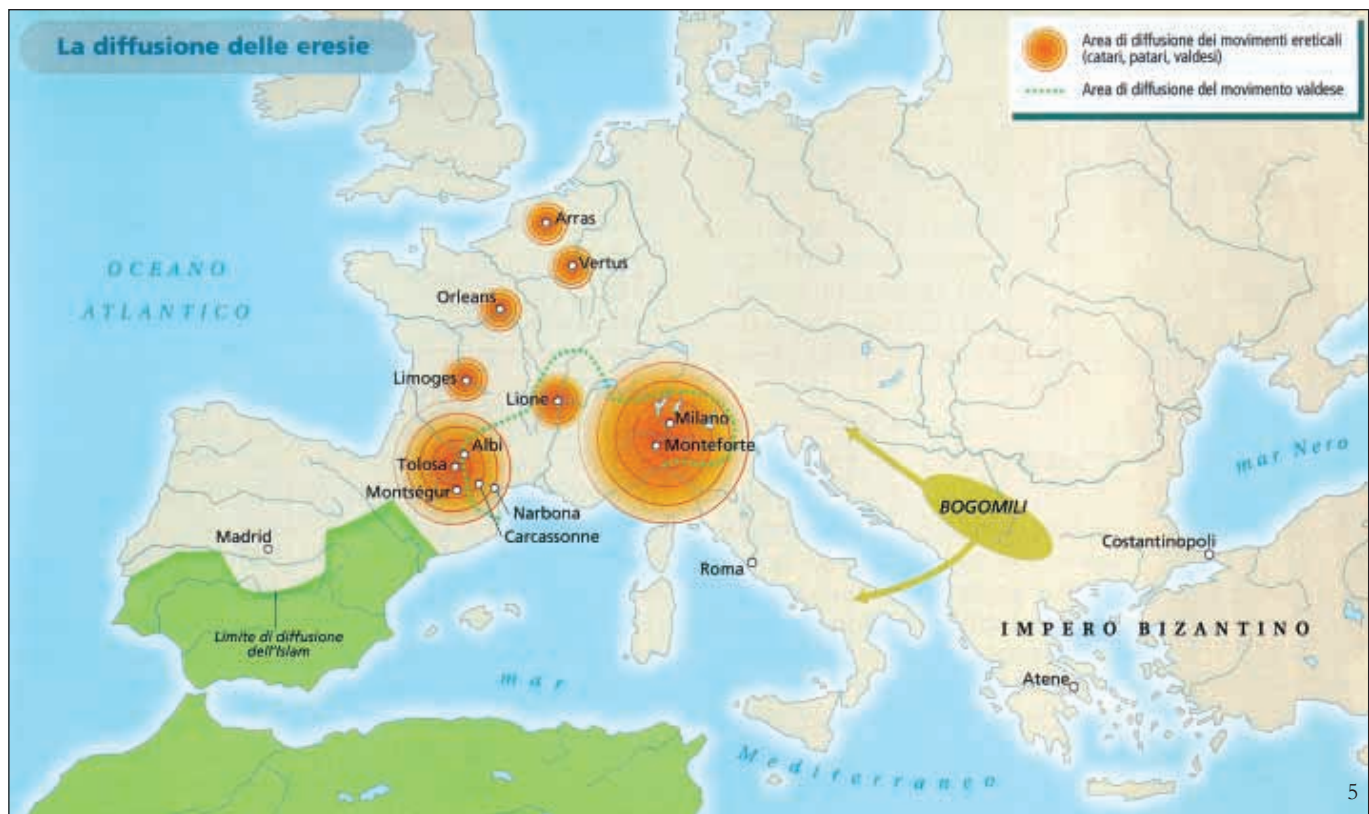 La diffusione delle eresie
Area di diffusione dei movimenti ereticali
(catari, patari, valdesi)
Area di diffusione del movimento valdese
OCEANO
ATLANTICO
Arras
Vertus
Orleans
Limoges
Lione
Milano
Monteforte
Albi
Tolosa
Montségur
Narbona
Carcassonne
Madrid
Limite di diffusione
dell'Islam
Roma
BOGOMILI
mar Nero
Costantinopoli
IMPERO BIZANTINO
Atene
mar
Mediterraneo
5